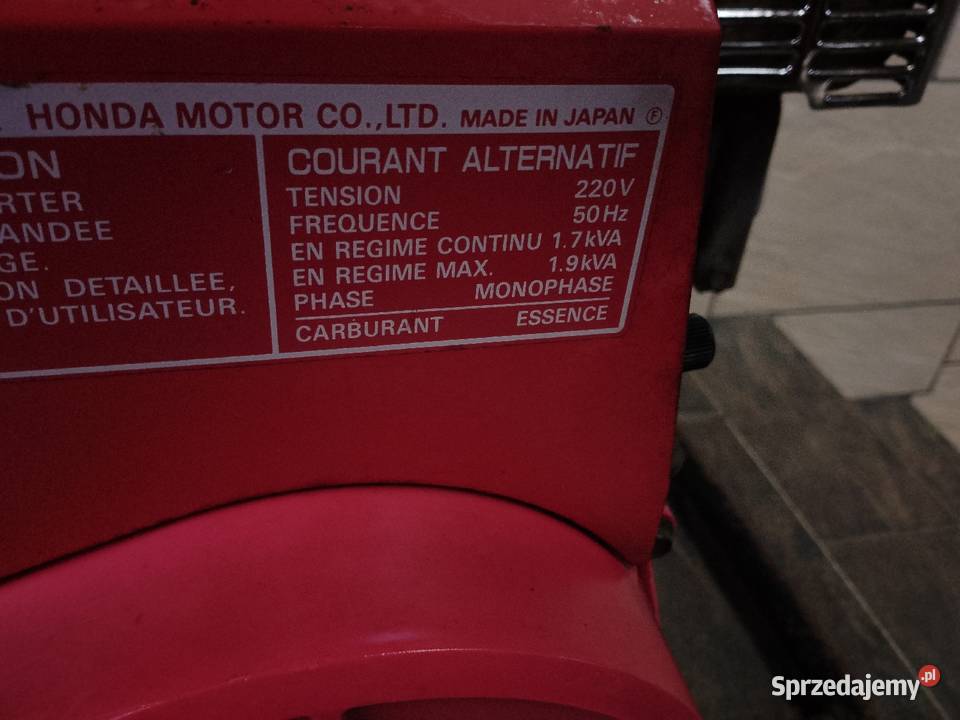 HONDA MOTOR CO.,LTD. MADE IN JAPAN Ⓕ
COURANT ALTERNATIF
TENSION 220V
FREQUENCE 50Hz
EN REGIME CONTINU 1.7kVA
EN REGIME MAX. 1.9kVA
PHASE MONOPHASE
CARBURANT ESSENCE
ON
RTER
ANDEE
GE.
ON DETAILLEE,
D'UTILISATEUR.
Sprzedajemy.pl